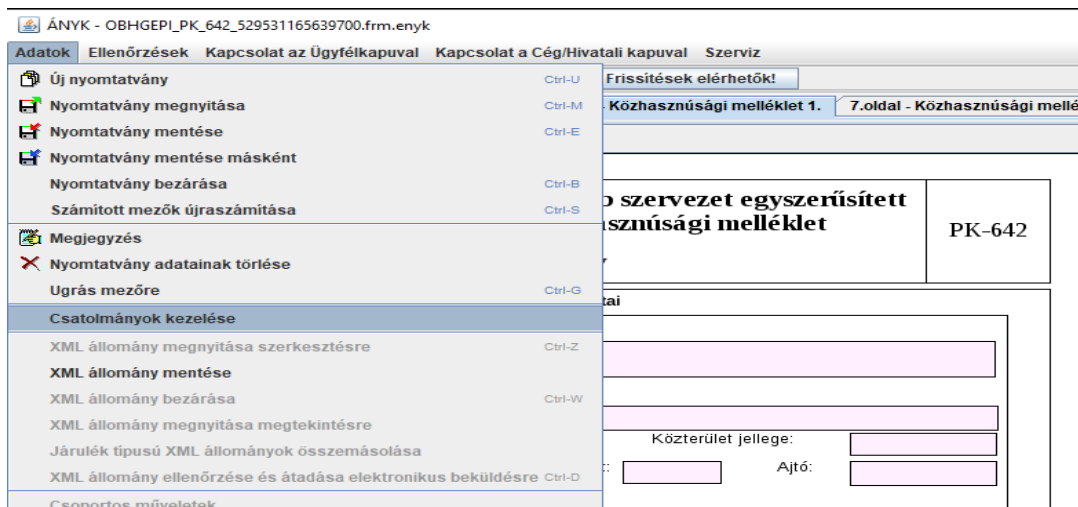 ÁNYK - OBHGEPI_PK_642_529531165639700.frm.enyk
Adatok Ellenőrzések Kapcsolat az Ügyfélkapuval Kapcsolat a Cég/Hivatali kapuval Szerviz
Új nyomtatvány Ctrl-U
Nyomtatvány megnyitása Ctrl-M
Nyomtatvány mentése Ctrl-E
Nyomtatvány mentése másként
Nyomtatvány bezárása Ctrl-B
Számított mezők újraszámítása Ctrl-S
Megjegyzés
Nyomtatvány adatainak törlése
Ugrás mezőre Ctrl-G
Csatolmányok kezelése
XML állomány megnyitása szerkesztésre Ctrl-Z
XML állomány mentése
XML állomány bezárása Ctrl-W
XML állomány megnyitása megtekintésre
Járulék típusú XML állományok összemásolása
XML állomány ellenőrzése és átadása elektronikus beküldésre Ctrl-D
Csoportos műveletek
Frissítések elérhetők!
Közhasznúsági melléklet 1. 7.oldal - Közhasznúsági mellé
szervezet egyszerűsített
sznúsági melléklet
PK-642
tai
Közterület jellege:
Ajtó: